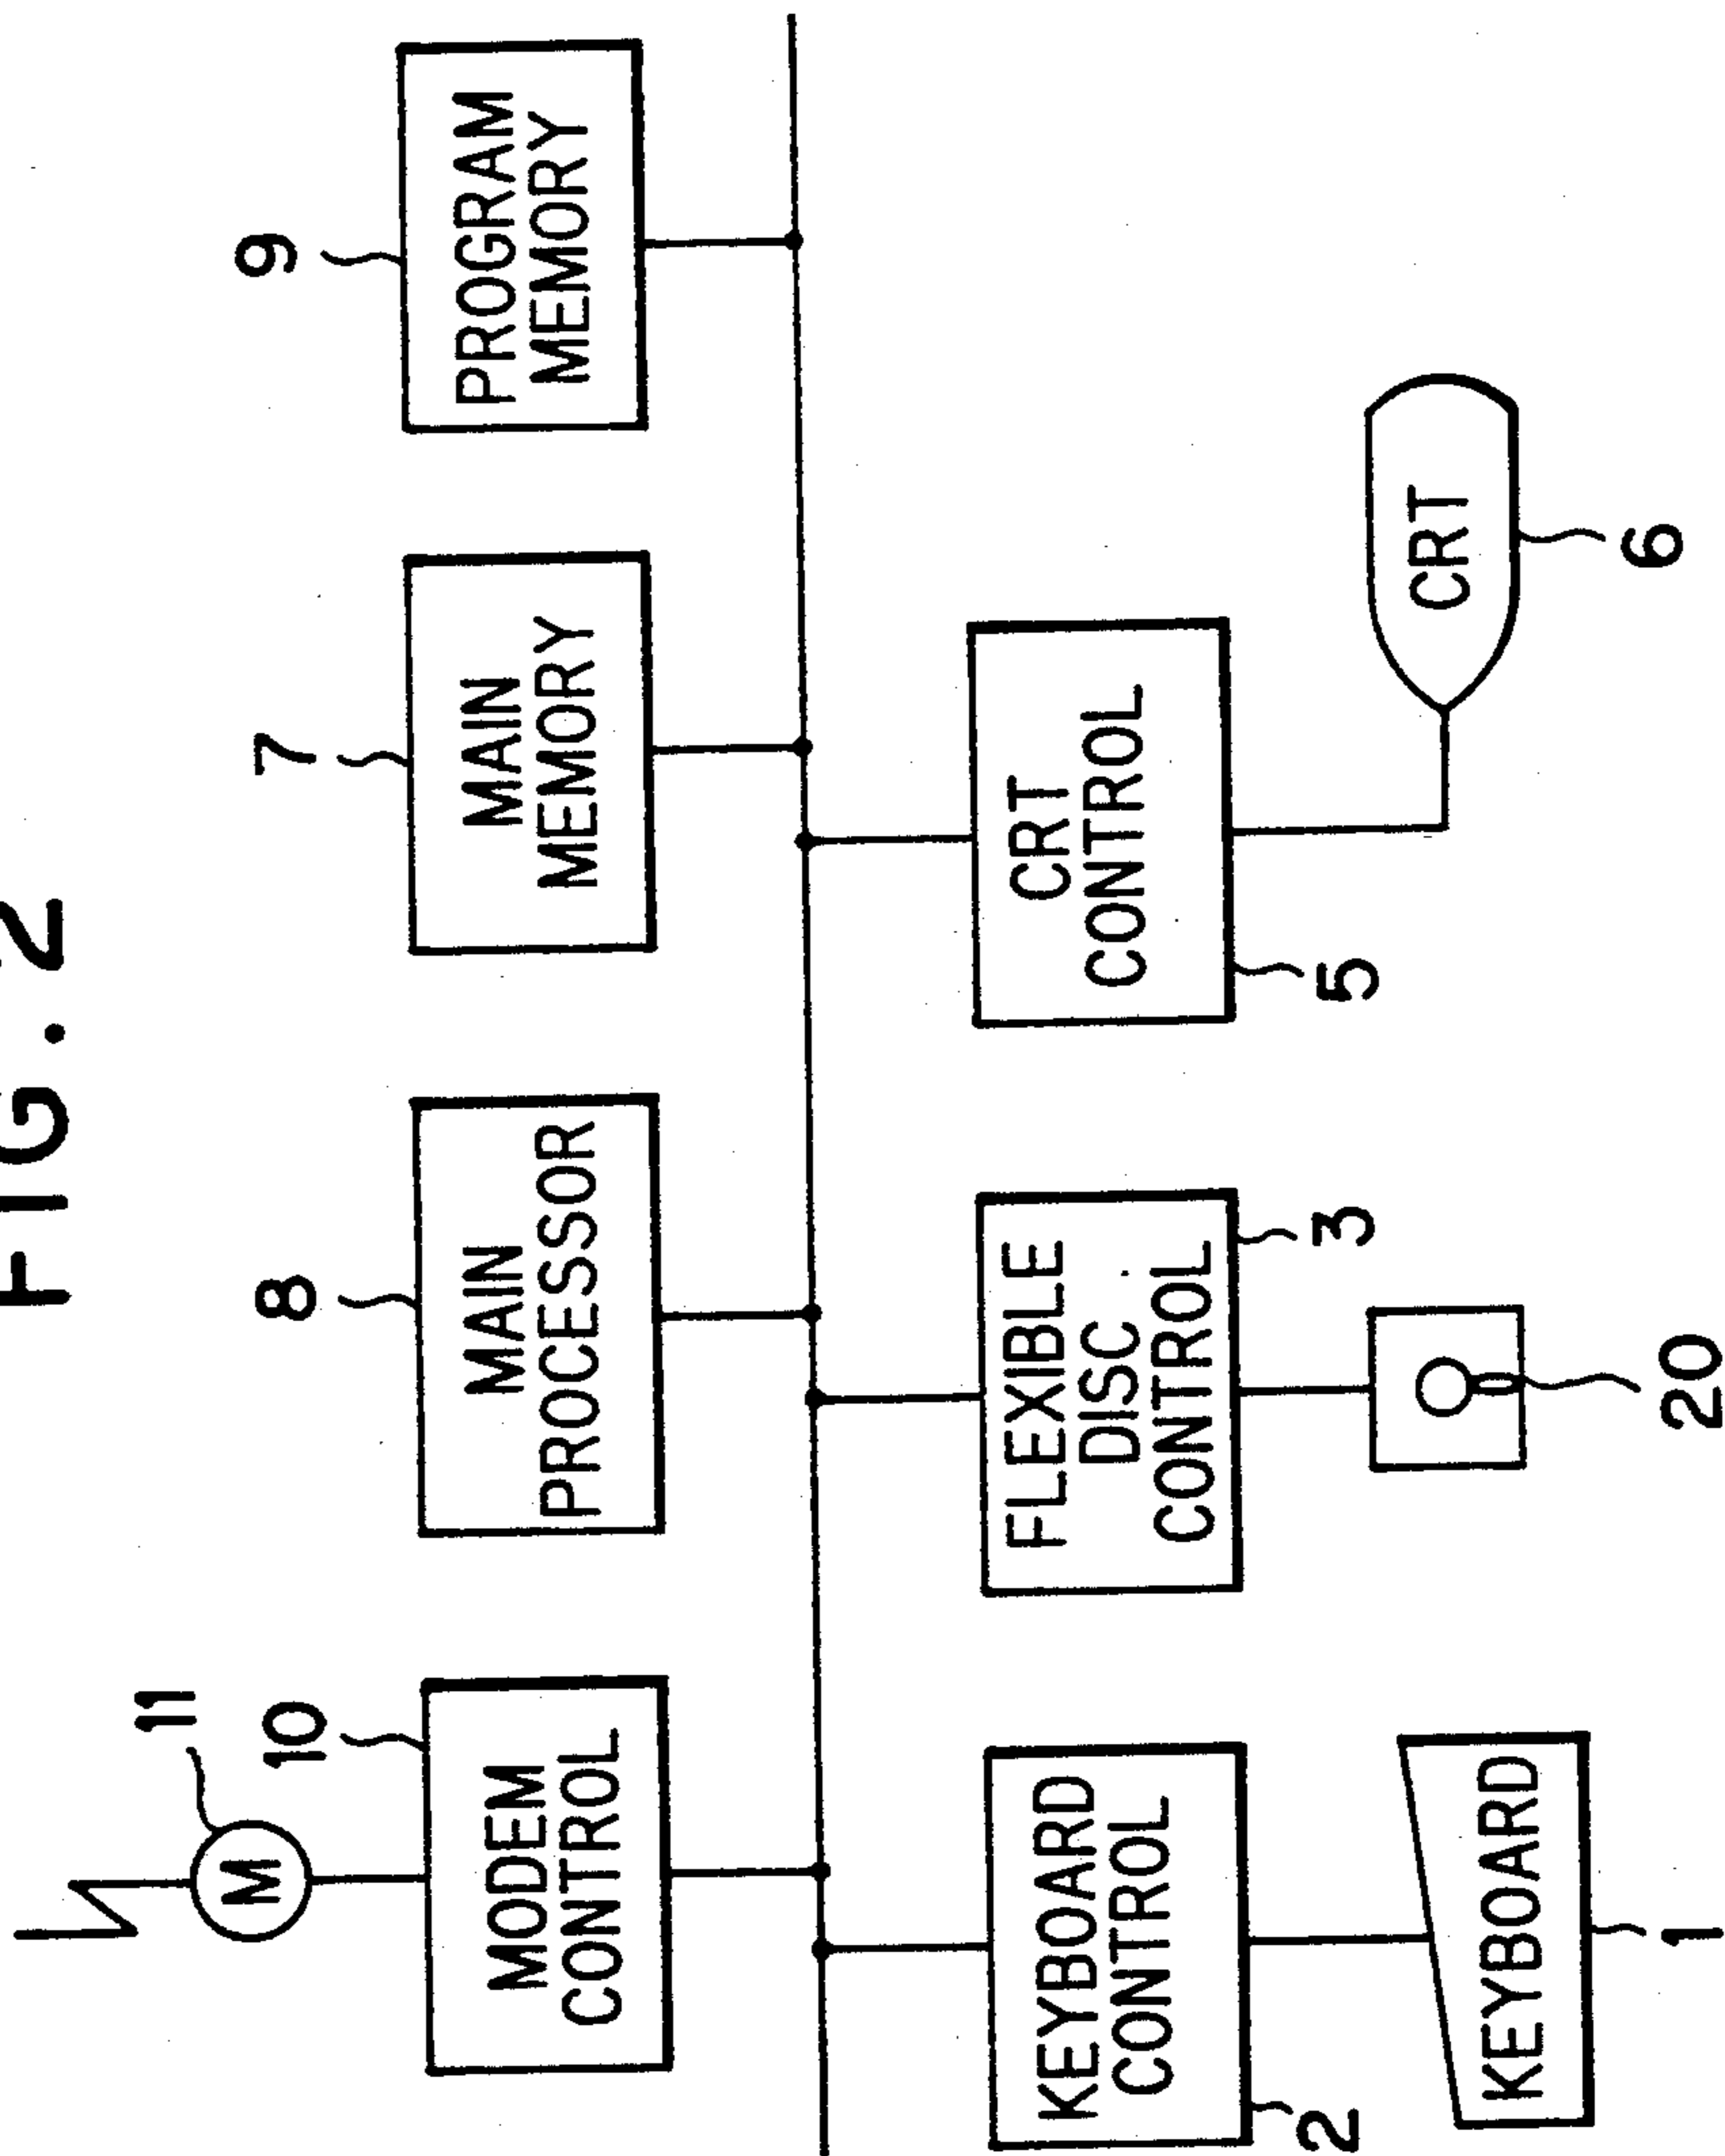 FIG. 2
11
M
10
MODEM
CONTROL
8
MAIN
PROCESSOR
7
MAIN
MEMORY
9
PROGRAM
MEMORY
KEYBOARD
CONTROL
2
KEYBOARD
1
FLEXIBLE
DISC
CONTROL
3
20
CRT
CONTROL
5
CRT
6